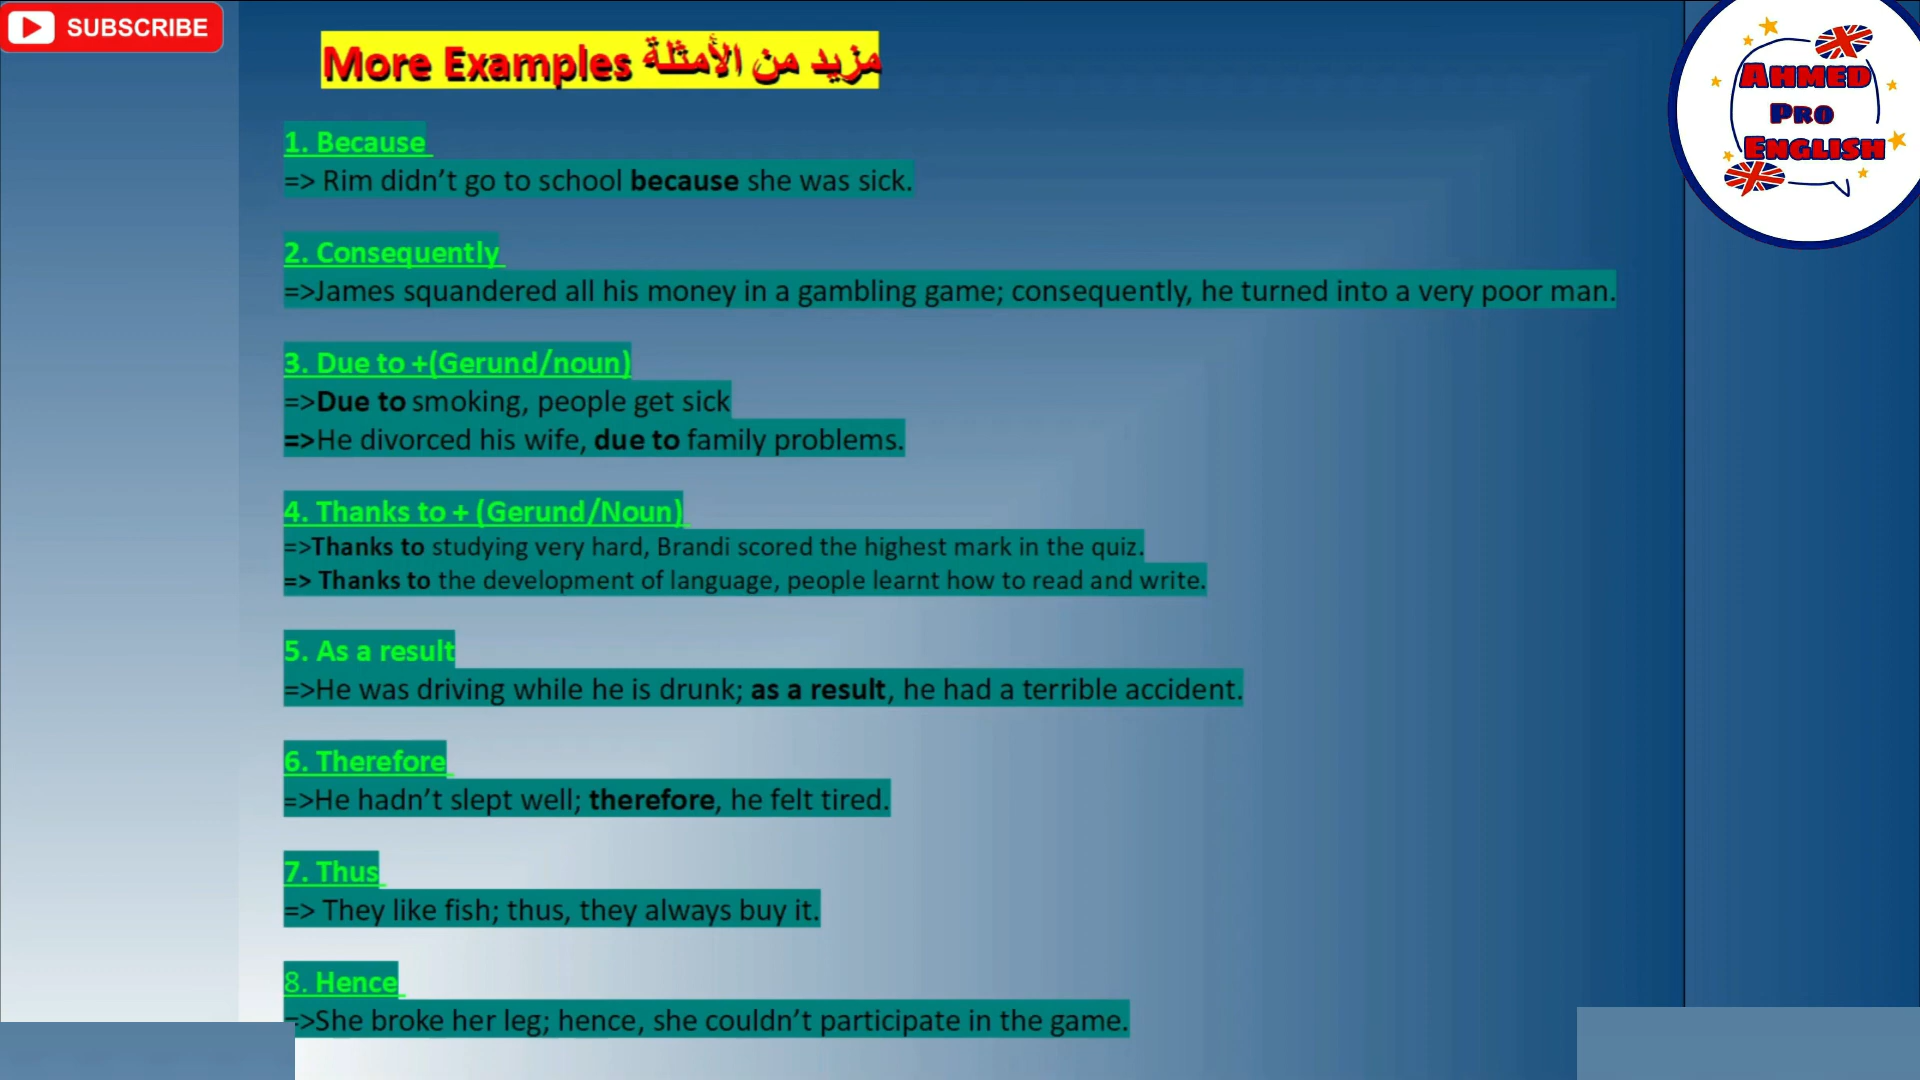 SUBSCRIBE
More Examples مزيد من الأمثلة
AHMED
PRO
ENGLISH
1. Because
=> Rim didn’t go to school because she was sick.
2. Consequently
=>James squandered all his money in a gambling game; consequently, he turned into a very poor man.
3. Due to +(Gerund/noun)
=>Due to smoking, people get sick
=>He divorced his wife, due to family problems.
4. Thanks to + (Gerund/Noun)
=>Thanks to studying very hard, Brandi scored the highest mark in the quiz.
=> Thanks to the development of language, people learnt how to read and write.
5. As a result
=>He was driving while he is drunk; as a result, he had a terrible accident.
6. Therefore
=>He hadn’t slept well; therefore, he felt tired.
7. Thus
=> They like fish; thus, they always buy it.
8. Hence
=>She broke her leg; hence, she couldn’t participate in the game.